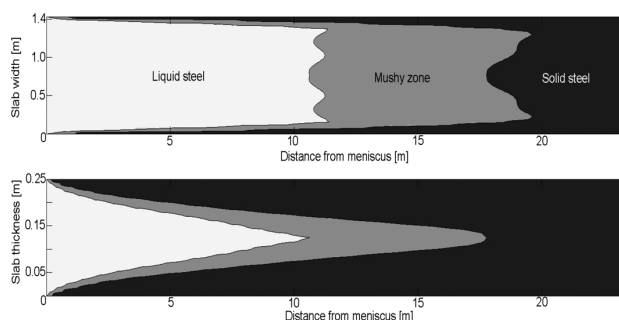 1.4
1.0
0.5
0
Slab width [m]
Liquid steel
Mushy zone
Solid steel
5
10
15
20
Distance from meniscus [m]
0.25
0.15
0.05
0
Slab thickness [m]
5
10
15
20
Distance from meniscus [m]